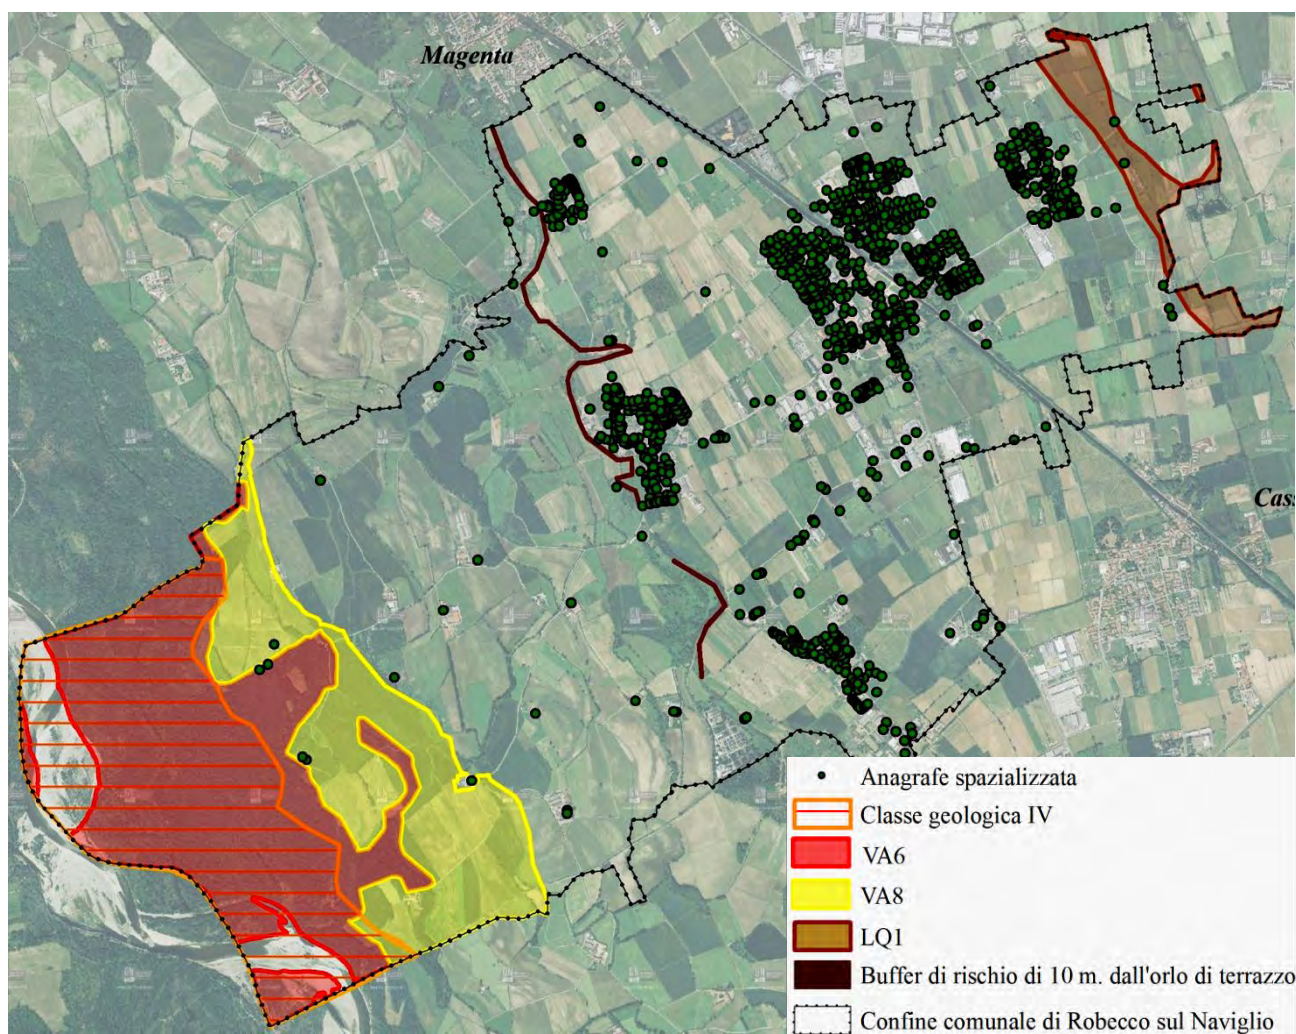 Magenta
Cass
Anagrafe spazializzata
Classe geologica IV
VA6
VA8
LQ1
Buffer di rischio di 10 m. dall'orlo di terrazzo
Confine comunale di Robecco sul Naviglio